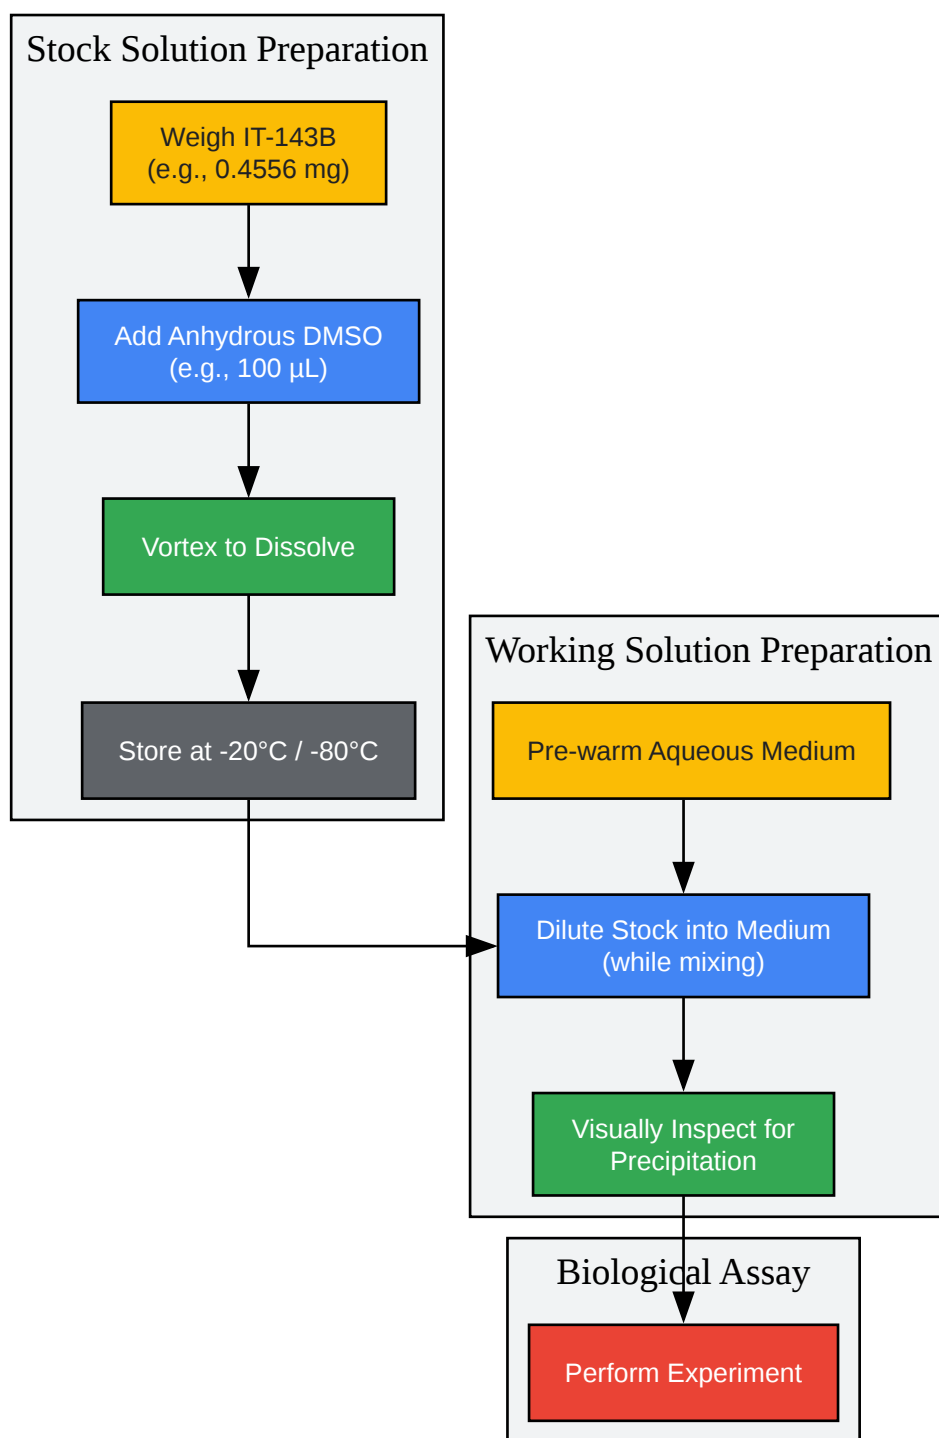 Stock Solution Preparation
Weigh IT-143B
(e.g., 0.4556 mg)
Add Anhydrous DMSO
(e.g., 100 µL)
Vortex to Dissolve
Store at -20°C / -80°C
Working Solution Preparation
Pre-warm Aqueous Medium
Dilute Stock into Medium
(while mixing)
Visually Inspect for
Precipitation
Biological Assay
Perform Experiment